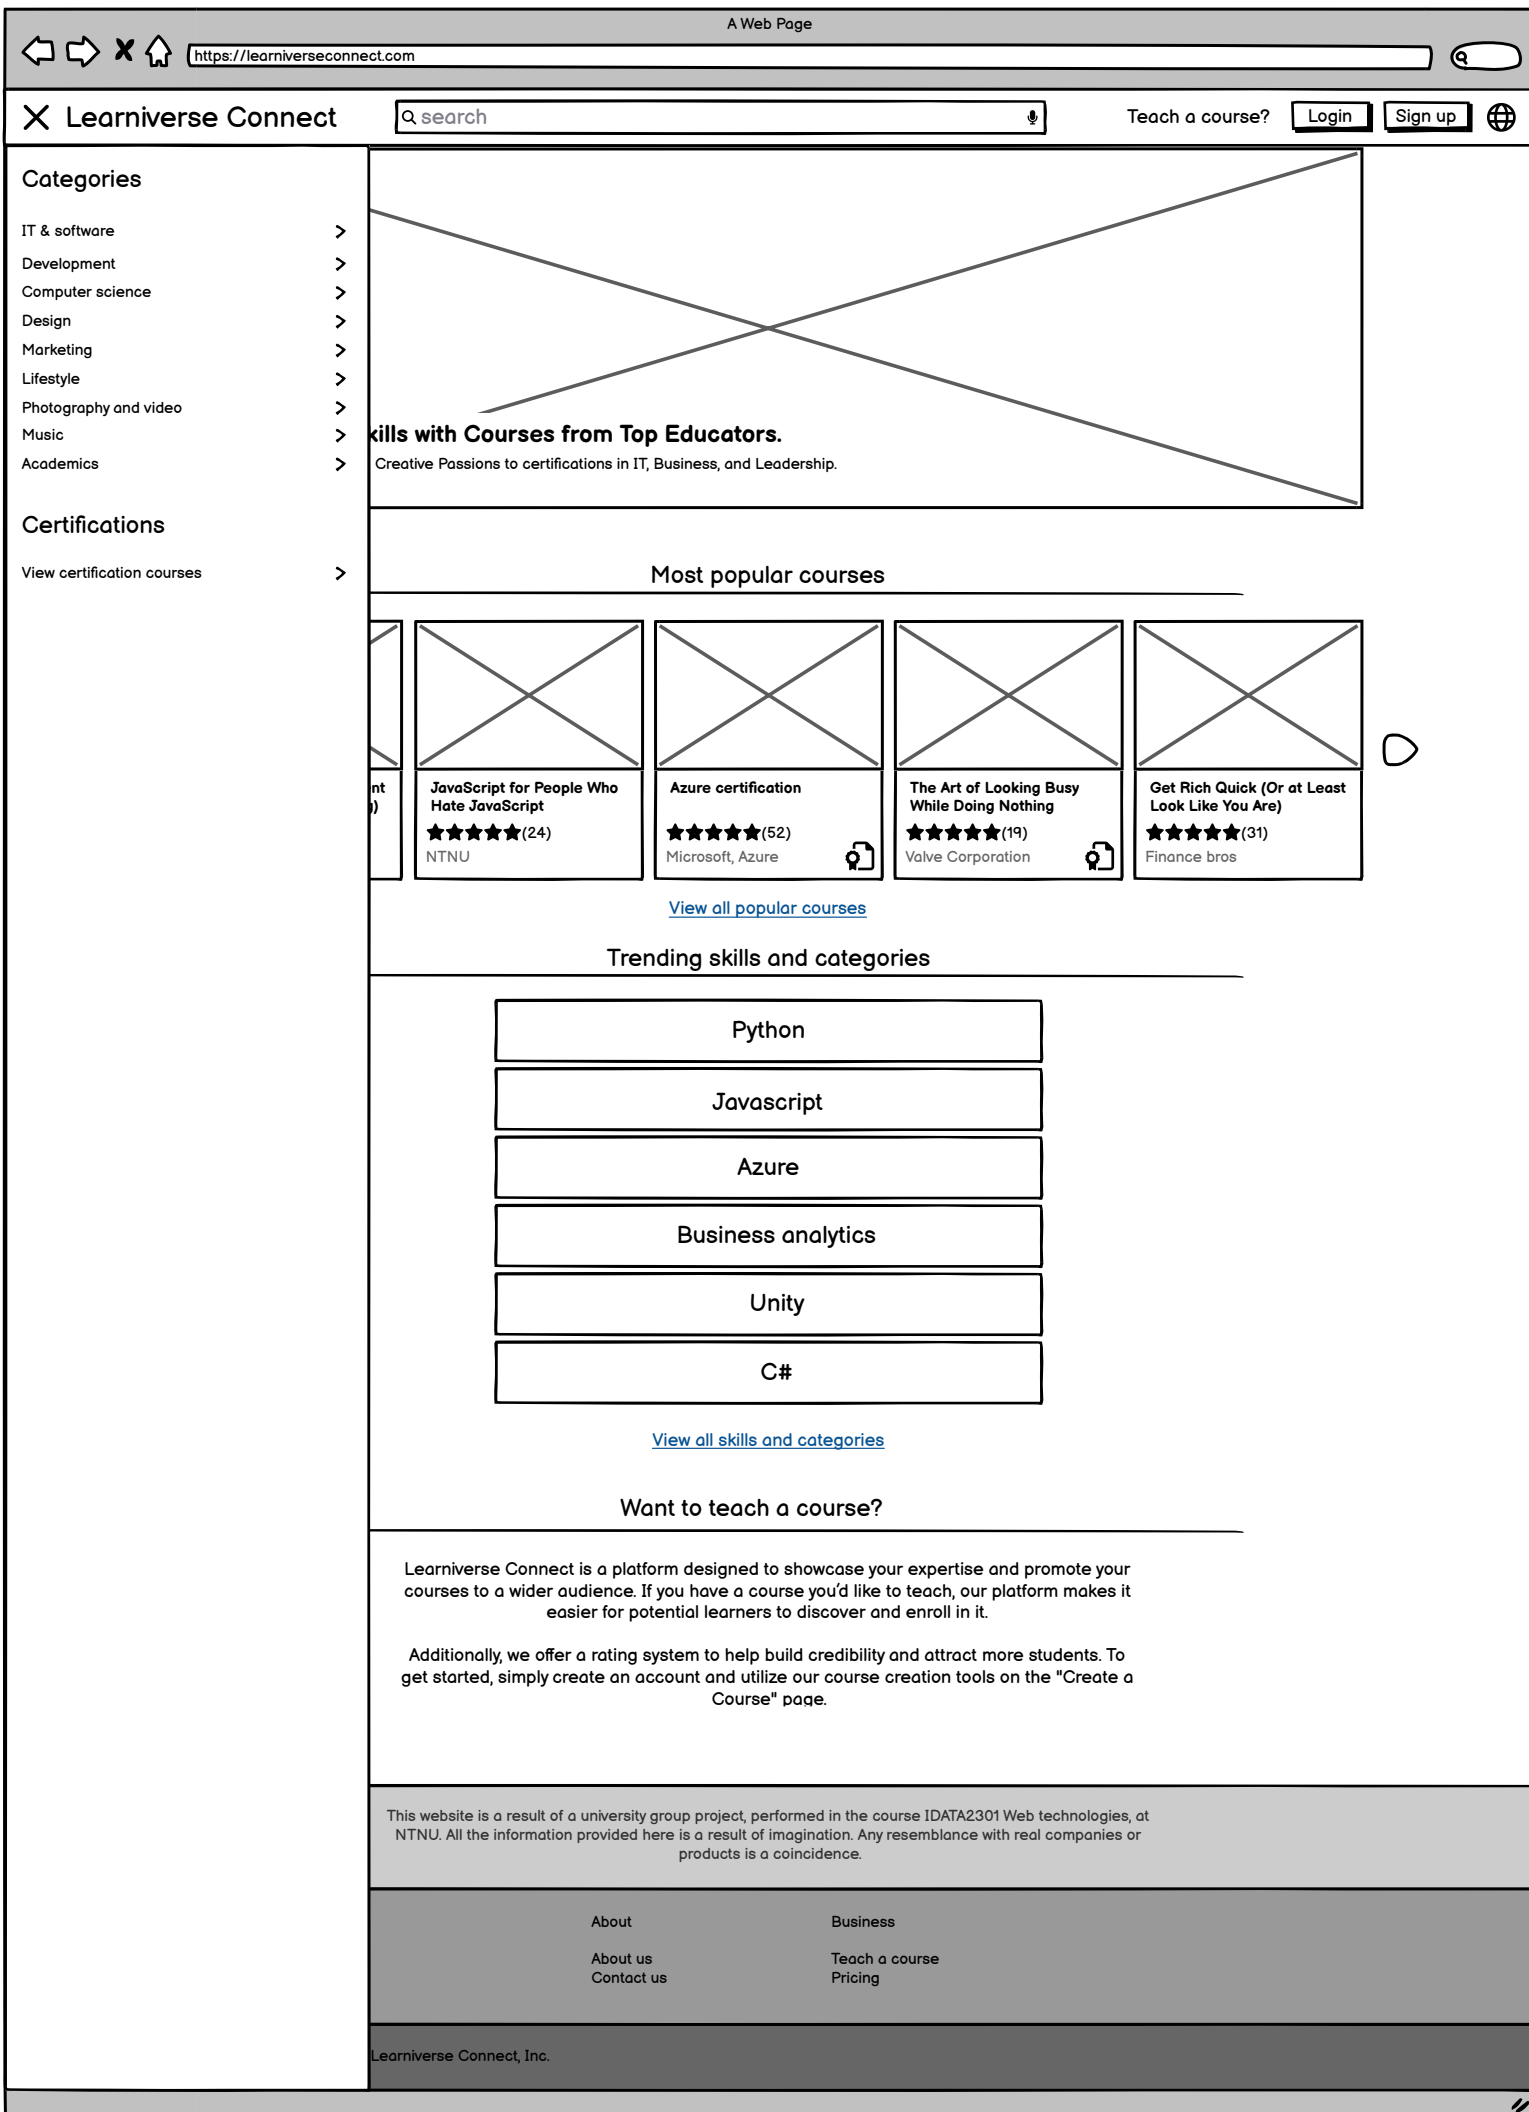 A Web Page
https://learniverseconnect.com
Learniverse Connect
search
Teach a course?
Login
Sign up
Categories
IT & software
Development
Computer science
Design
Marketing
Lifestyle
Photography and video
Music
Academics
Certifications
View certification courses
kills with Courses from Top Educators.
Creative Passions to certifications in IT, Business, and Leadership.
Most popular courses
nt
)
JavaScript for People Who
Hate JavaScript
(24)
NTNU
Azure certification
(52)
Microsoft, Azure
The Art of Looking Busy
While Doing Nothing
(19)
Valve Corporation
Get Rich Quick (Or at Least
Look Like You Are)
(31)
Finance bros
View all popular courses
Trending skills and categories
Python
Javascript
Azure
Business analytics
Unity
C#
View all skills and categories
Want to teach a course?
Learniverse Connect is a platform designed to showcase your expertise and promote your
courses to a wider audience. If you have a course you'd like to teach, our platform makes it
easier for potential learners to discover and enroll in it.
Additionally, we offer a rating system to help build credibility and attract more students. To
get started, simply create an account and utilize our course creation tools on the "Create a
Course" page.
This website is a result of a university group project, performed in the course IDATA2301 Web technologies, at
NTNU. All the information provided here is a result of imagination. Any resemblance with real companies or
products is a coincidence.
About
About us
Contact us
Business
Teach a course
Pricing
Learniverse Connect, Inc.